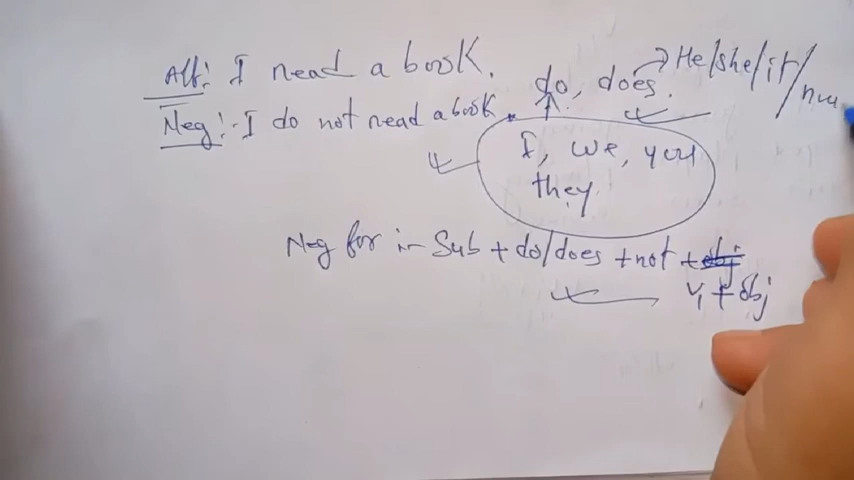 Aff: I read a book.
do, does. He/she/it/
Neg:- I do not read a book.
I, we, you
they
Neg for :- Sub + do/does + not + obj
V1 + obj